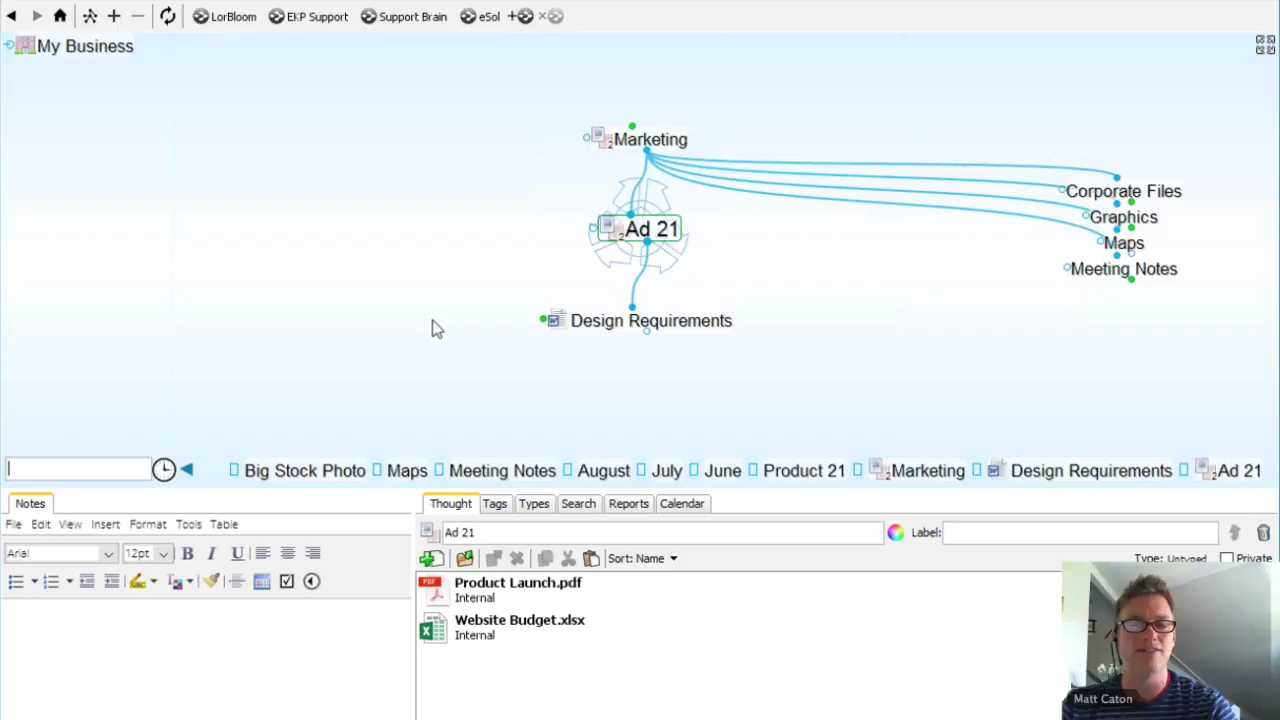 LorBloom EKP Support Support Brain eSol
My Business
Marketing
Ad 21
Design Requirements
Corporate Files
Graphics
Maps
Meeting Notes
Big Stock Photo Maps Meeting Notes August July June Product 21 2 Marketing Design Requirements 2 Ad 21
Notes
File Edit View Insert Format Tools Table
Arial 12pt B I U
Thought Tags Types Search Reports Calendar
Ad 21 Label:
Sort: Name Type: Untyped Private
PDF Product Launch.pdf
Internal
Website Budget.xlsx
Internal
Matt Caton